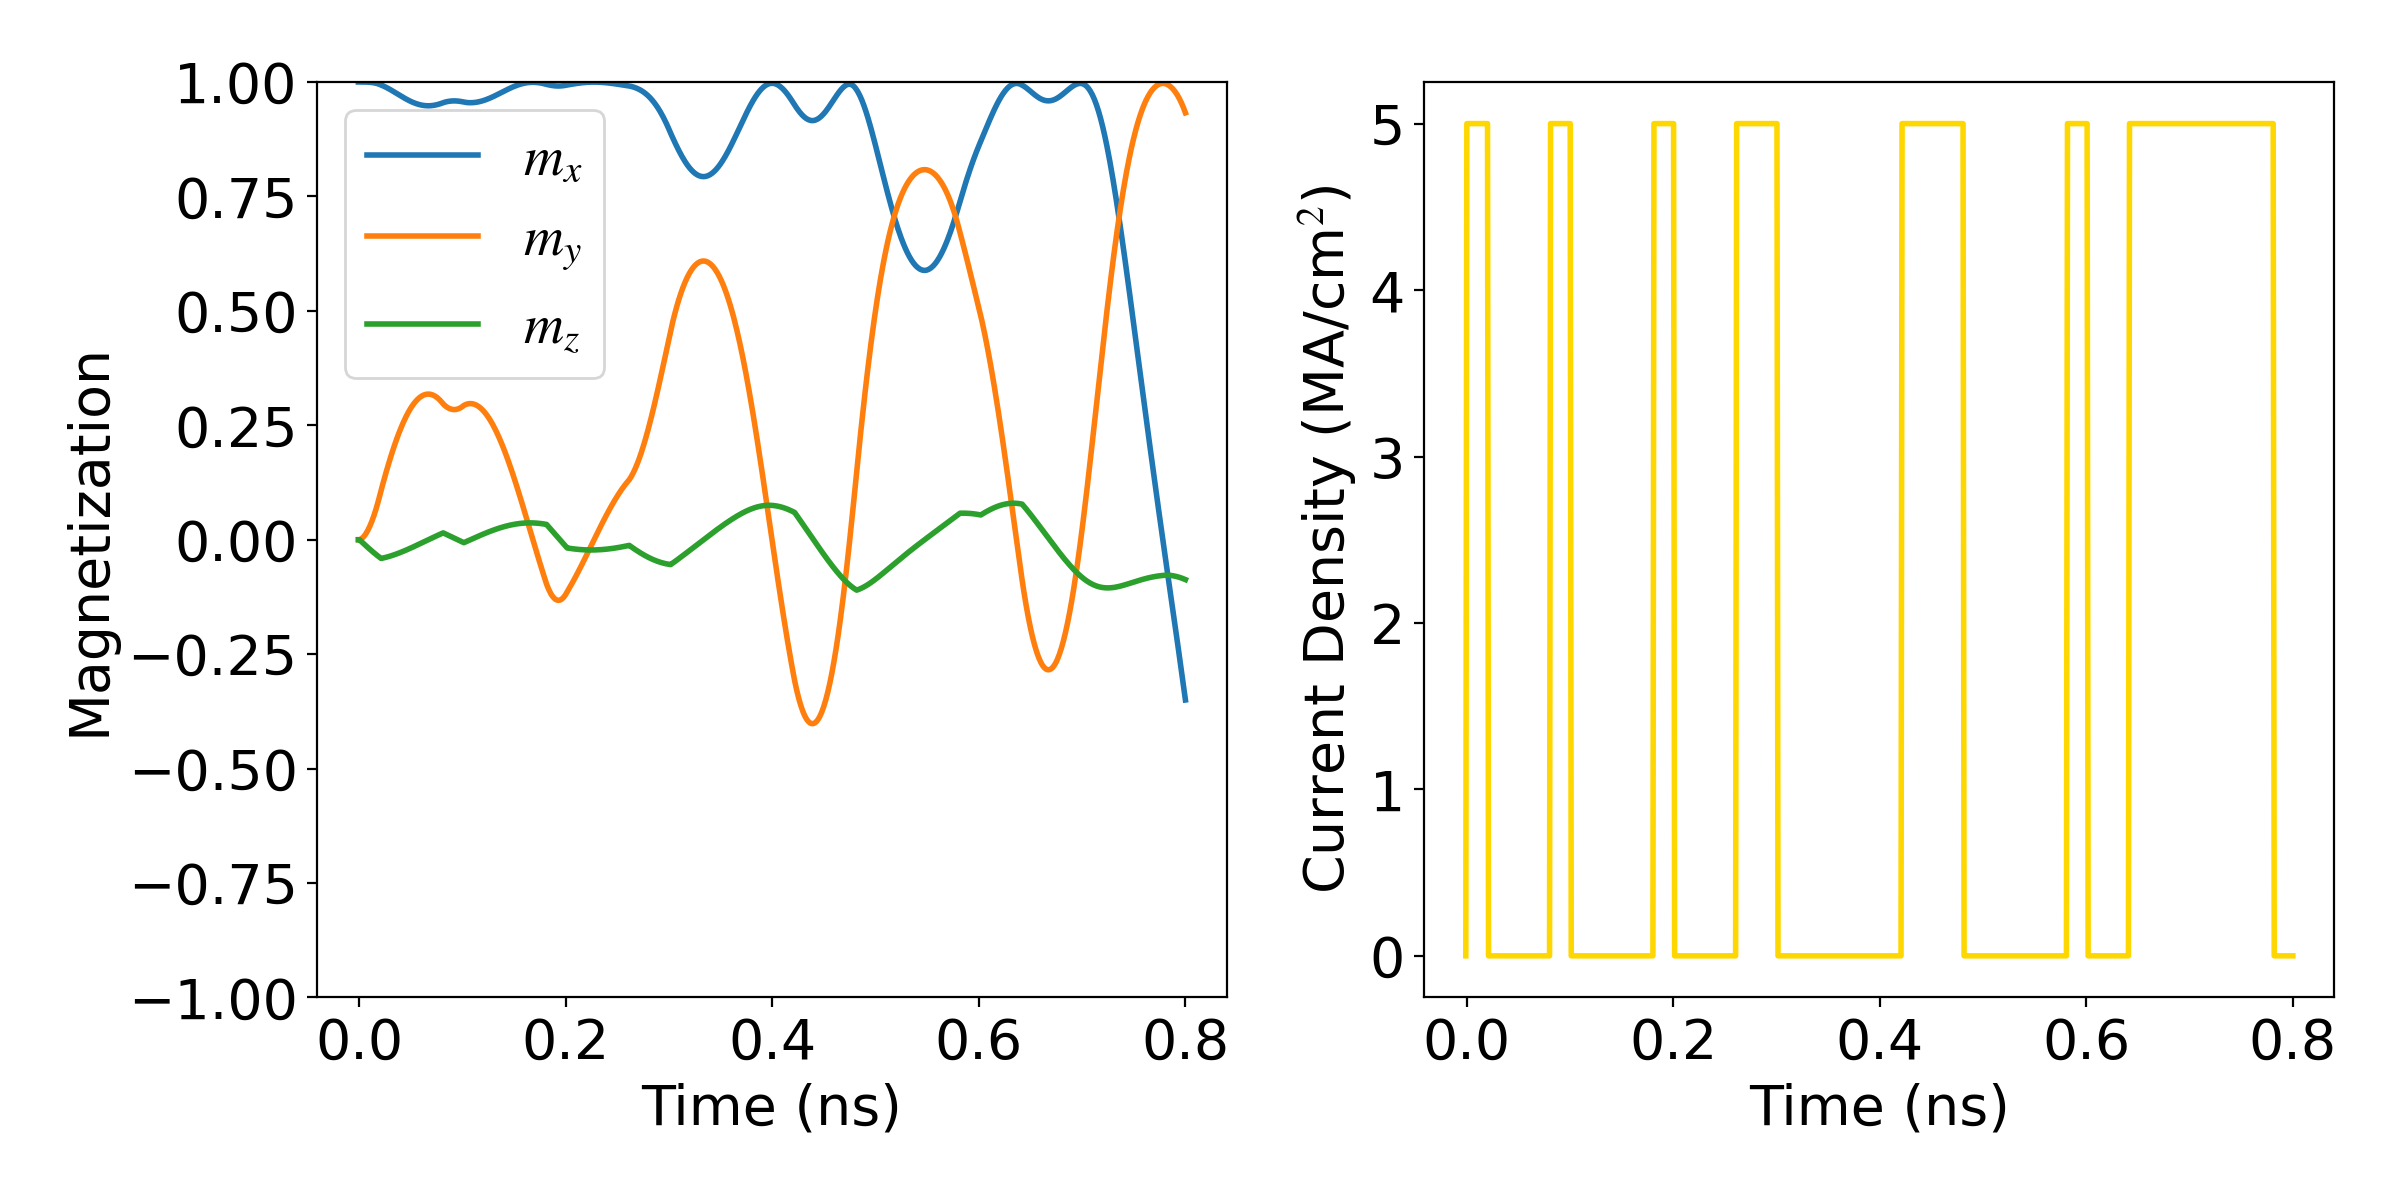 1.00
0.75
0.50
0.25
0.00
−0.25
−0.50
−0.75
−1.00
Magnetization
m_x
m_y
m_z
0.0 0.2 0.4 0.6 0.8
Time (ns)
5
4
3
2
1
0
Current Density (MA/cm²)
0.0 0.2 0.4 0.6 0.8
Time (ns)